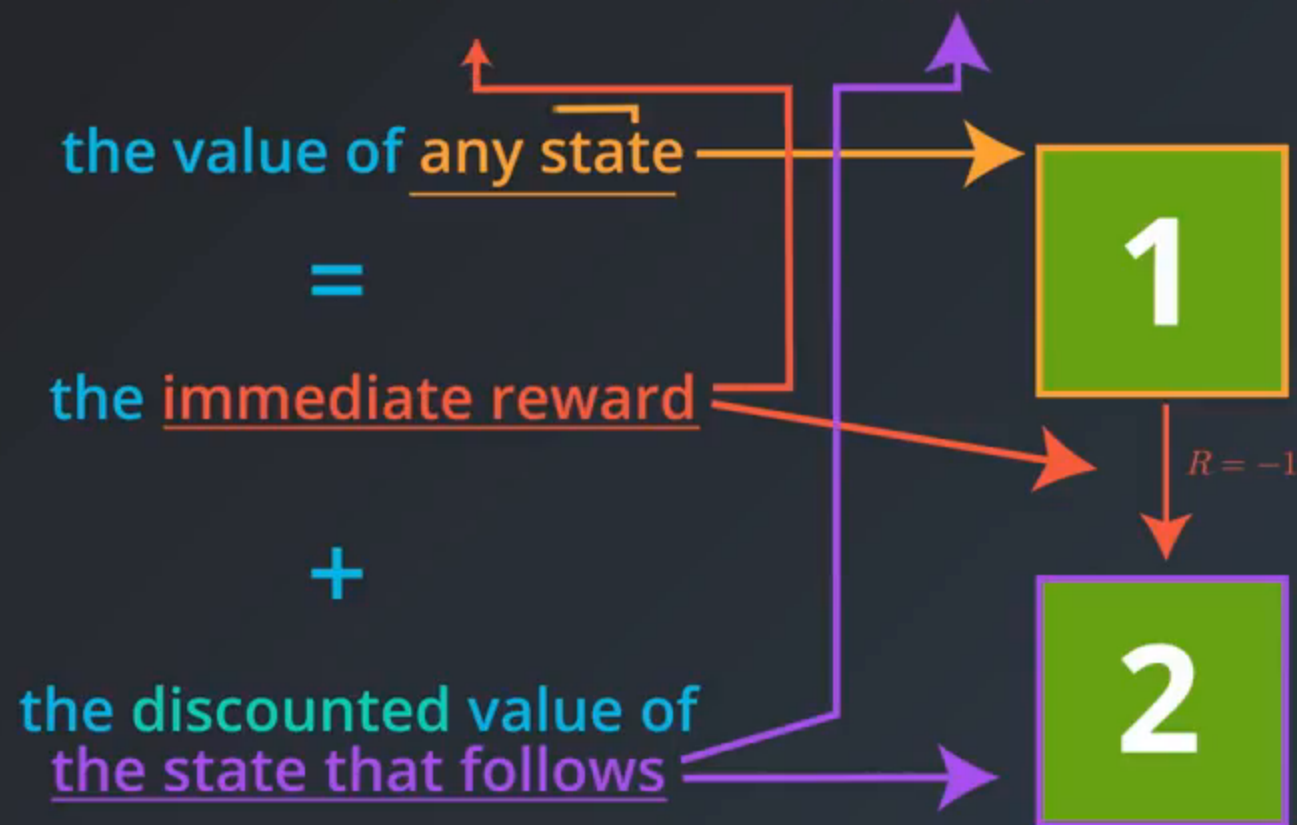 the value of any state
1
=
the immediate reward
R = −1
+
the discounted value of
the state that follows
2